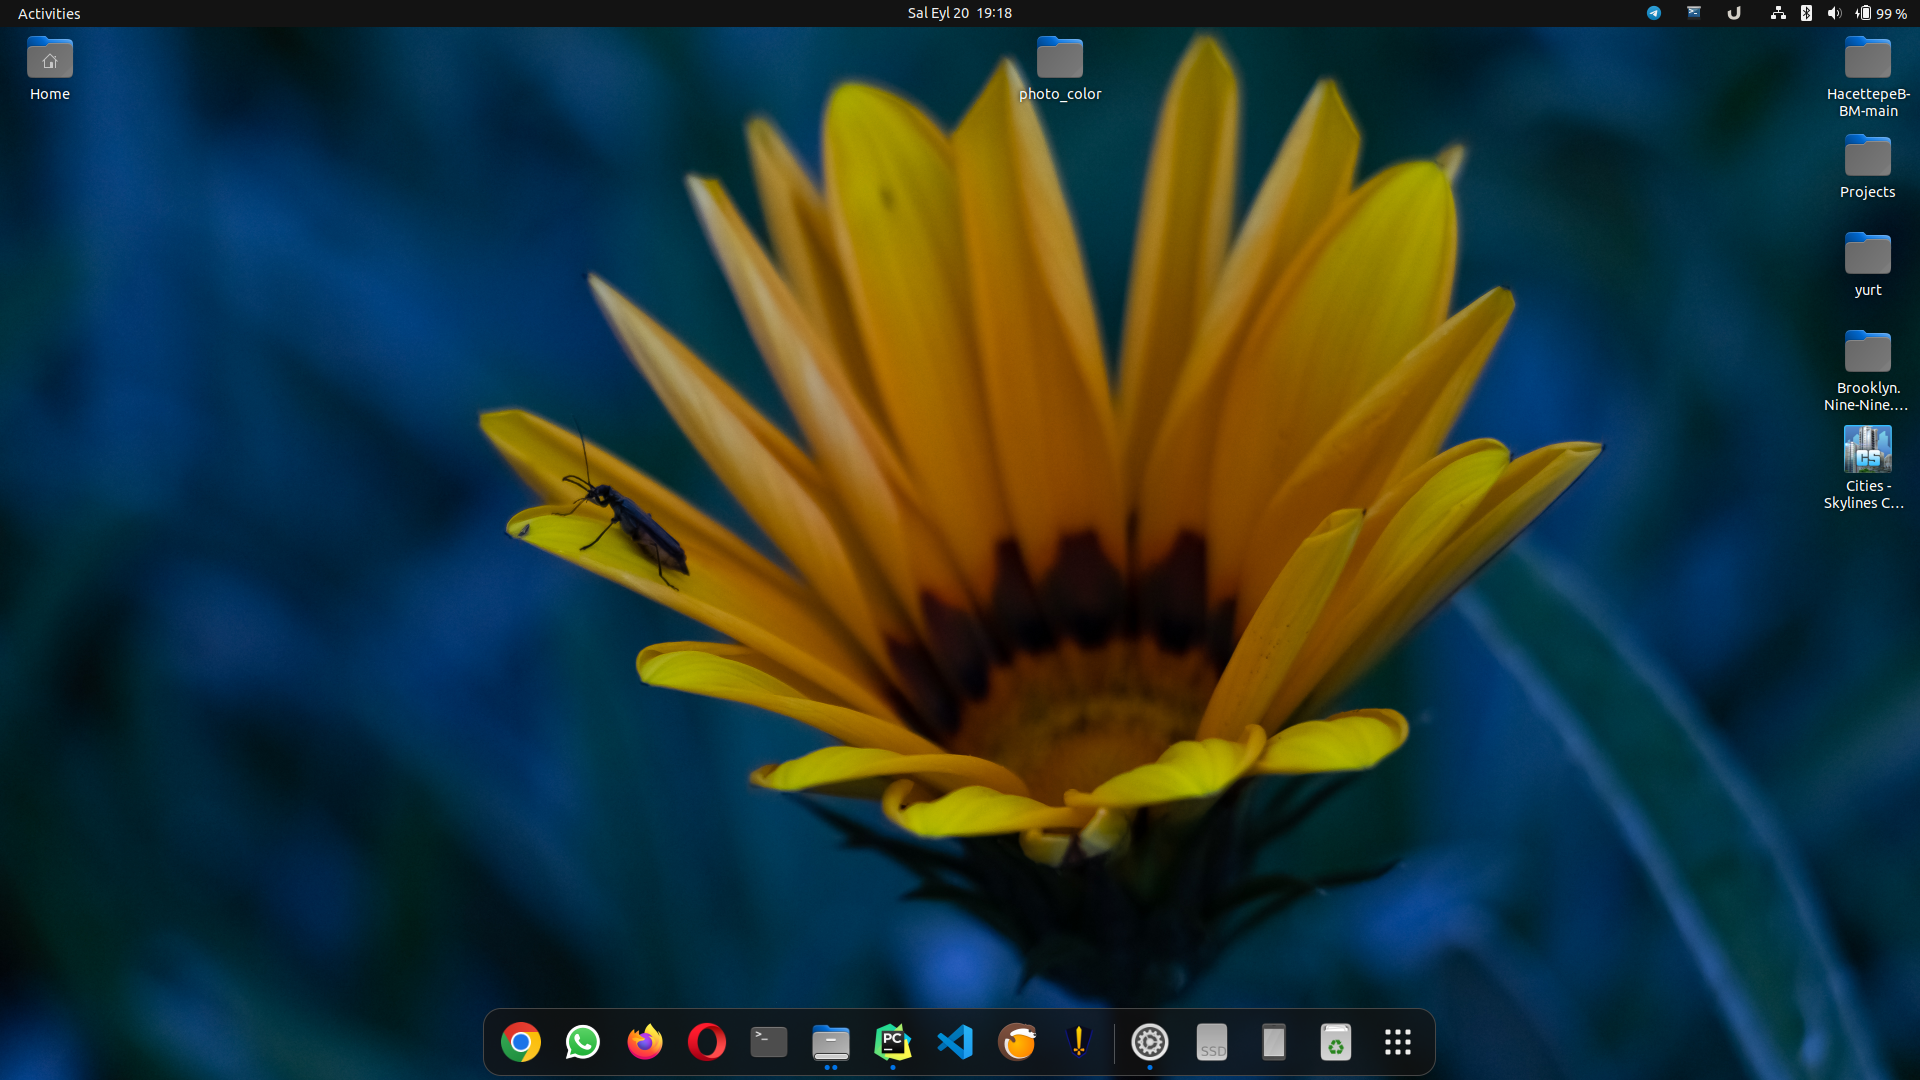 Activities
Sal Eyl 20 19:18
99 %
Home
photo_color
HacettepeB-
BM-main
Projects
yurt
Brooklyn.
Nine-Nine.…
CS
Cities -
Skylines C…
>_
PC
SSD